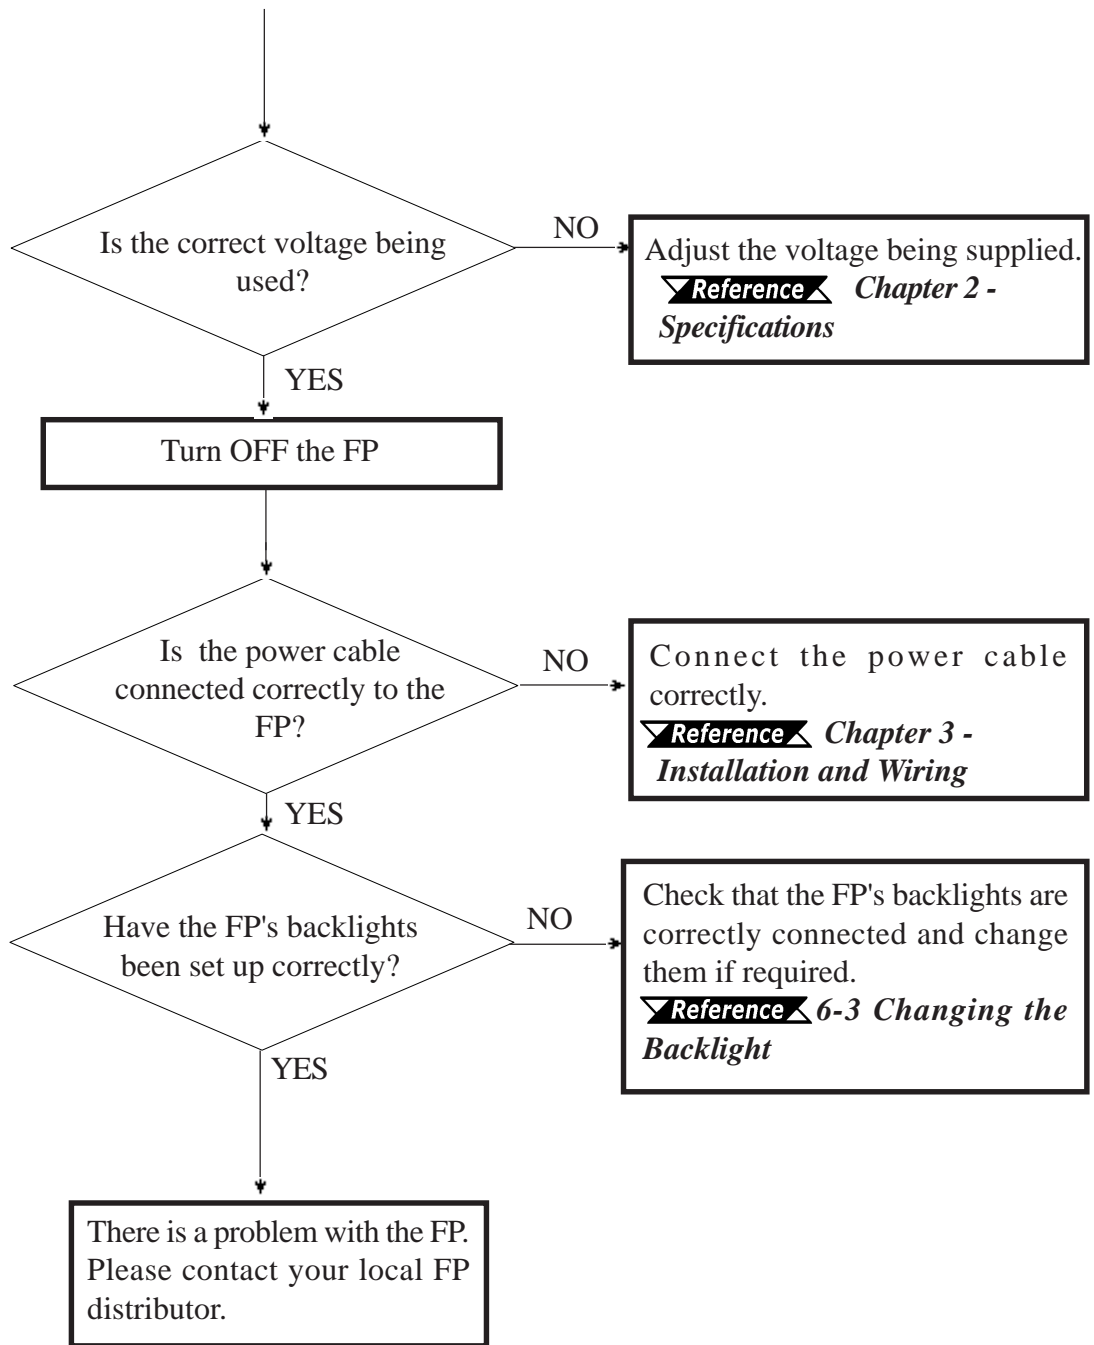 Is the correct voltage being
used?
NO
Adjust the voltage being supplied.
Reference Chapter 2 -
Specifications
YES
Turn OFF the FP
Is the power cable
connected correctly to the
FP?
NO
Connect the power cable
correctly.
Reference Chapter 3 -
Installation and Wiring
YES
Have the FP's backlights
been set up correctly?
NO
Check that the FP's backlights are
correctly connected and change
them if required.
Reference 6-3 Changing the
Backlight
YES
There is a problem with the FP.
Please contact your local FP
distributor.